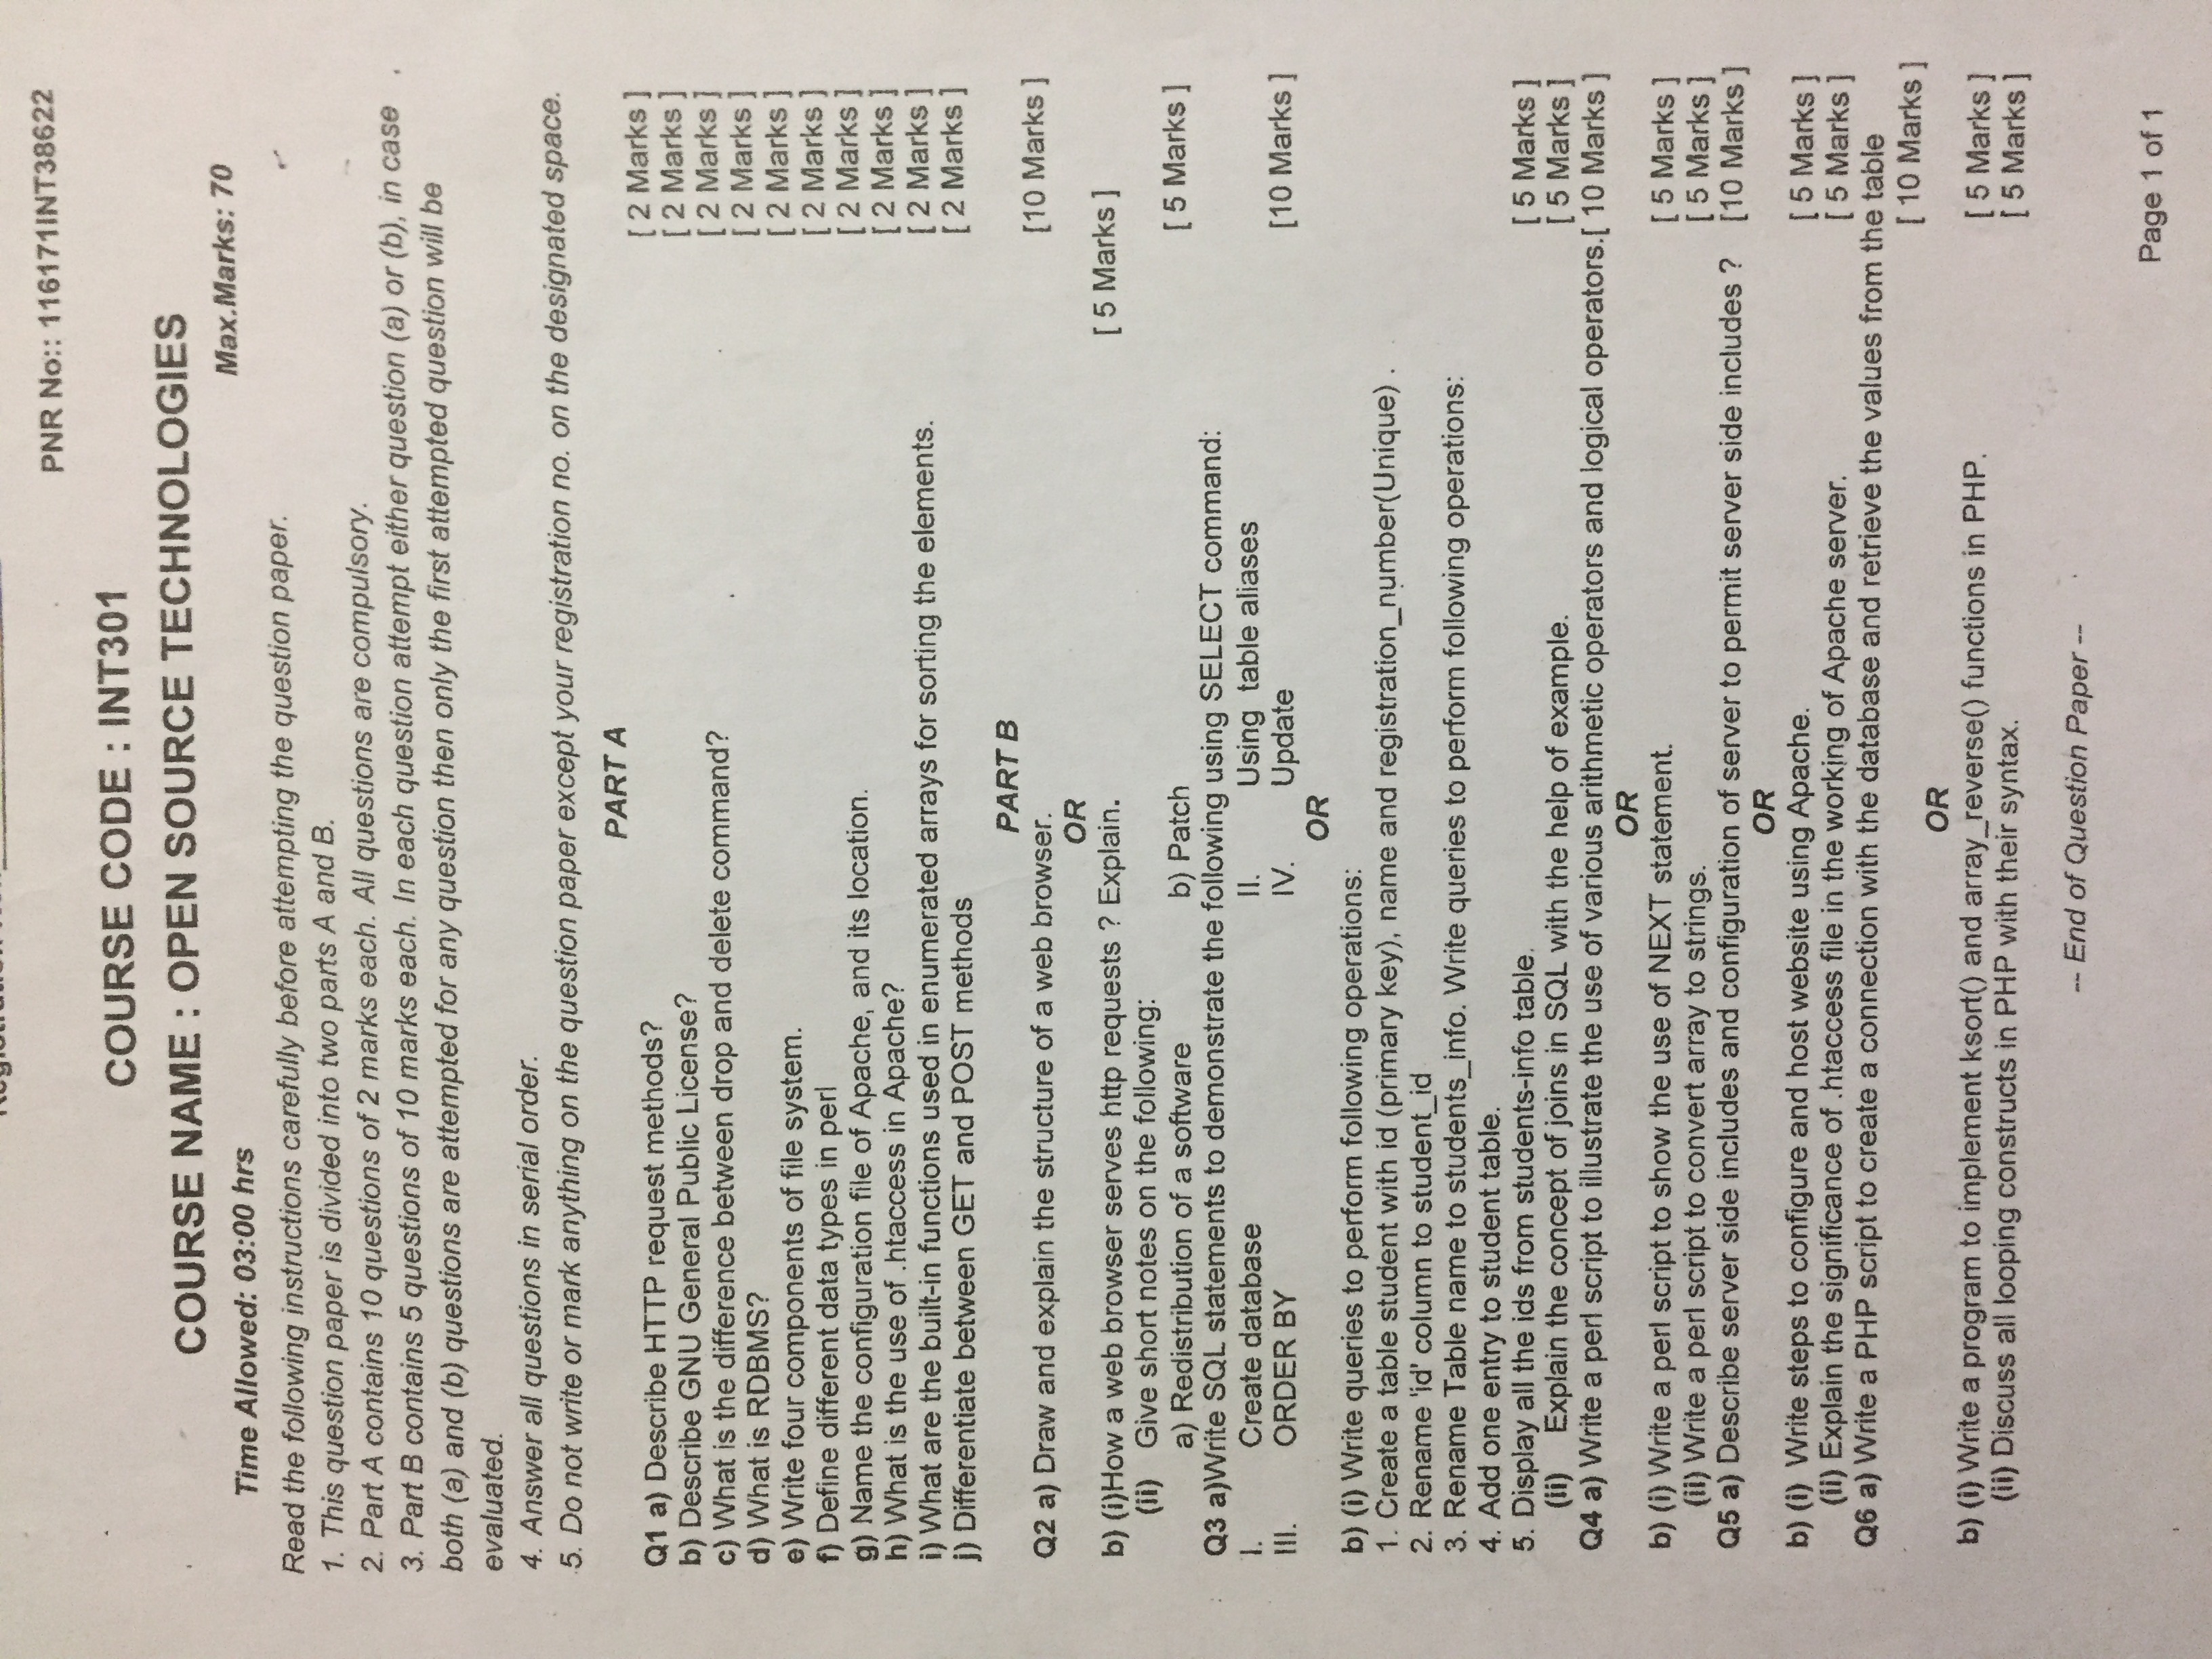 PNR No:: 116171INT38622
COURSE CODE : INT301
COURSE NAME : OPEN SOURCE TECHNOLOGIES
Time Allowed: 03:00 hrs Max.Marks: 70
Read the following instructions carefully before attempting the question paper.
1. This question paper is divided into two parts A and B.
2. Part A contains 10 questions of 2 marks each. All questions are compulsory.
3. Part B contains 5 questions of 10 marks each. In each question attempt either question (a) or (b), in case
both (a) and (b) questions are attempted for any question then only the first attempted question will be
evaluated.
4. Answer all questions in serial order.
5. Do not write or mark anything on the question paper except your registration no. on the designated space.
PART A
Q1 a) Describe HTTP request methods? [ 2 Marks ]
b) Describe GNU General Public License? [ 2 Marks ]
c) What is the difference between drop and delete command? [ 2 Marks ]
d) What is RDBMS? [ 2 Marks ]
e) Write four components of file system. [ 2 Marks ]
f) Define different data types in perl [ 2 Marks ]
g) Name the configuration file of Apache, and its location. [ 2 Marks ]
h) What is the use of .htaccess in Apache? [ 2 Marks ]
i) What are the built-in functions used in enumerated arrays for sorting the elements. [ 2 Marks ]
j) Differentiate between GET and POST methods [ 2 Marks ]
PART B
Q2 a) Draw and explain the structure of a web browser. [10 Marks ]
OR
b) (i)How a web browser serves http requests ? Explain. [ 5 Marks ]
(ii) Give short notes on the following:
a) Redistribution of a software b) Patch [ 5 Marks ]
Q3 a)Write SQL statements to demonstrate the following using SELECT command:
I. Create database II. Using table aliases
III. ORDER BY IV. Update [10 Marks ]
OR
b) (i) Write queries to perform following operations:
1. Create a table student with id (primary key), name and registration_number(Unique) .
2. Rename 'id' column to student_id
3. Rename Table name to students_info. Write queries to perform following operations:
4. Add one entry to student table.
5. Display all the ids from students-info table. [ 5 Marks ]
(ii) Explain the concept of joins in SQL with the help of example. [ 5 Marks ]
Q4 a) Write a perl script to illustrate the use of various arithmetic operators and logical operators.[ 10 Marks ]
OR
b) (i) Write a perl script to show the use of NEXT statement. [ 5 Marks ]
(ii) Write a perl script to convert array to strings. [ 5 Marks ]
Q5 a) Describe server side includes and configuration of server to permit server side includes ? [10 Marks ]
OR
b) (i) Write steps to configure and host website using Apache. [ 5 Marks ]
(ii) Explain the significance of .htaccess file in the working of Apache server. [ 5 Marks ]
Q6 a) Write a PHP script to create a connection with the database and retrieve the values from the table
[ 10 Marks ]
OR
b) (i) Write a program to implement ksort() and array_reverse() functions in PHP. [ 5 Marks ]
(ii) Discuss all looping constructs in PHP with their syntax. [ 5 Marks ]
-- End of Question Paper --
Page 1 of 1